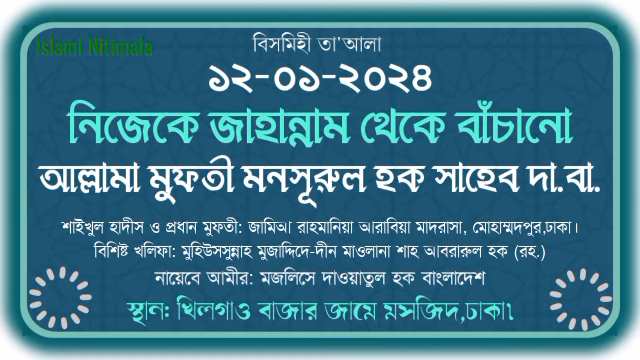 Islami Nitimala
বিসমিহী তা'আলা
১২-০১-২০২৪
নিজেকে জাহান্নাম থেকে বাঁচানো
আল্লামা মুফতী মনসূরুল হক সাহেব দা.বা.
শাইখুল হাদীস ও প্রধান মুফতী: জামিআ রাহমানিয়া আরাবিয়া মাদরাসা, মোহাম্মদপুর,ঢাকা।
বিশিষ্ট খলিফা: মুহিউসসুন্নাহ মুজাদ্দিদে-দীন মাওলানা শাহ আবরারুল হক (রহ.)
নায়েবে আমীর: মজলিসে দাওয়াতুল হক বাংলাদেশ
স্থান: খিলগাও বাজার জামে মসজিদ,ঢাকা।